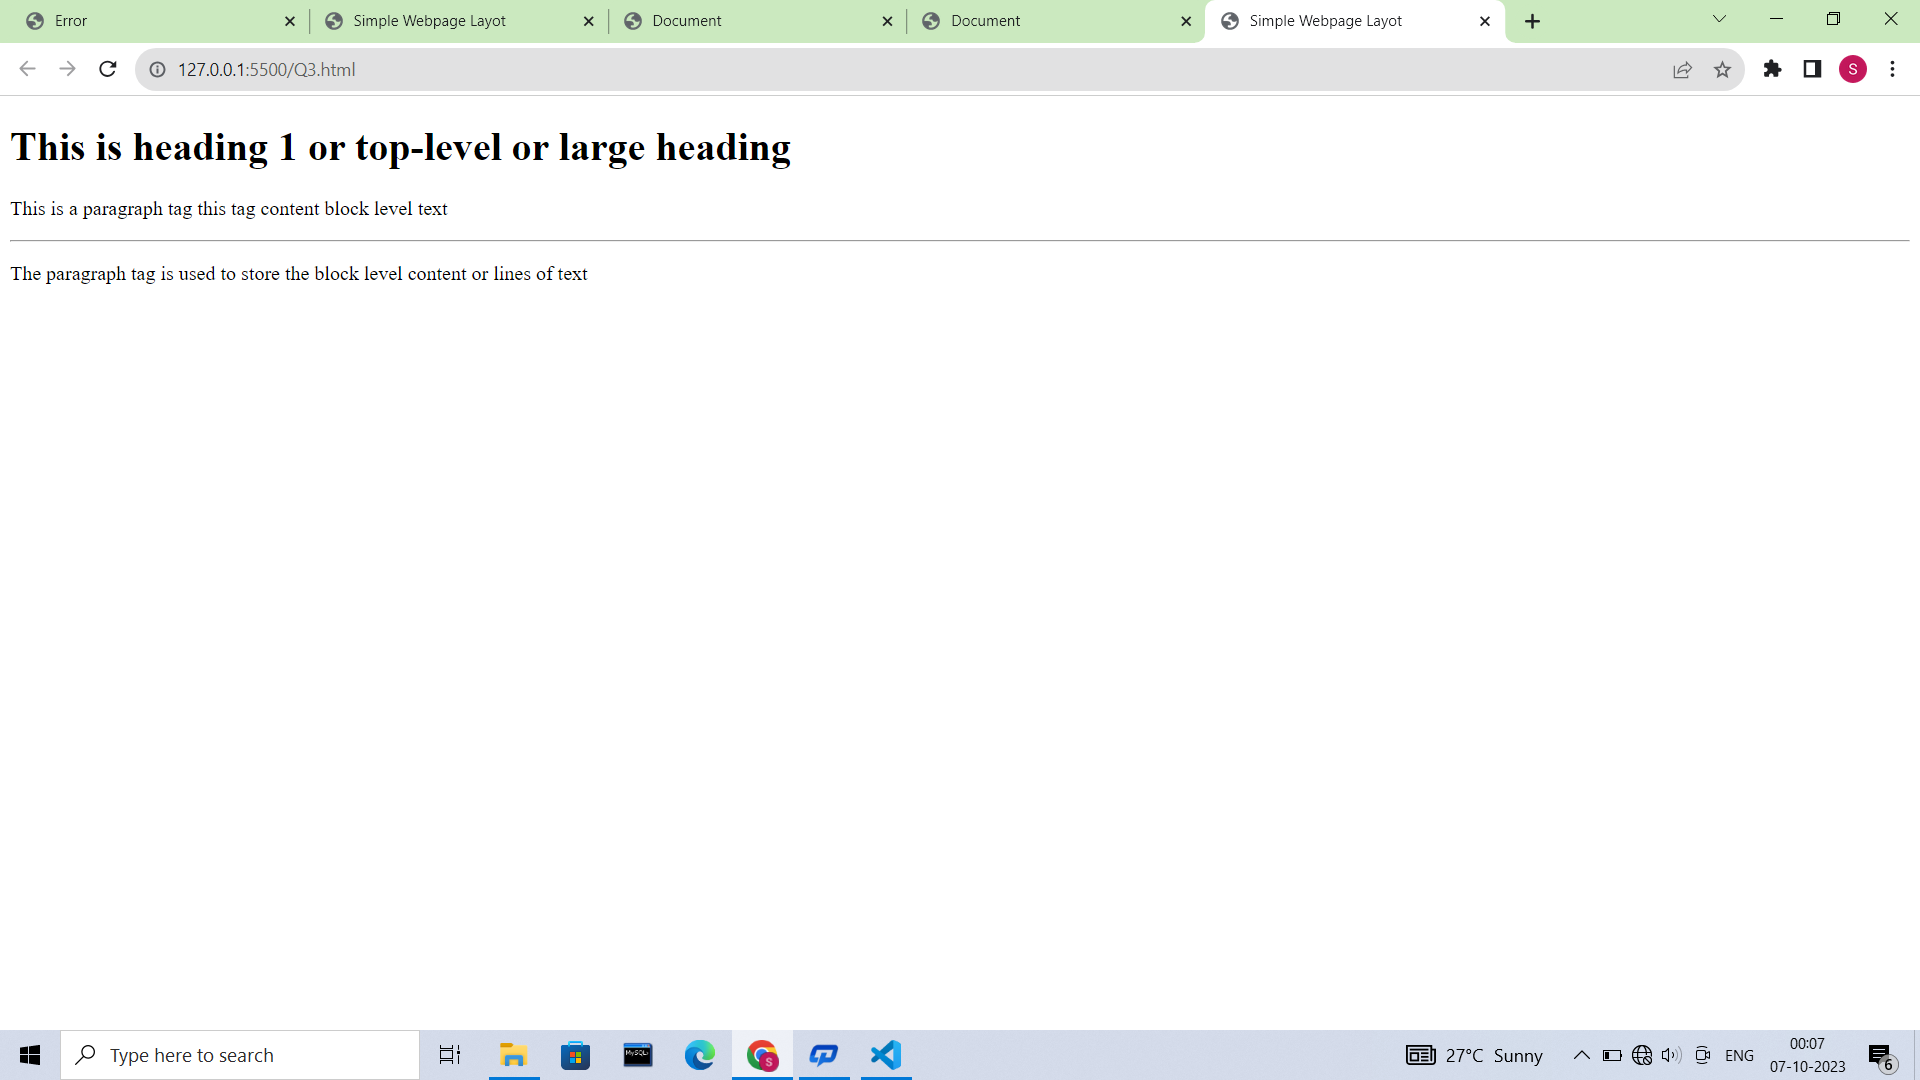 Error
Simple Webpage Layot
Document
Document
Simple Webpage Layot
127.0.0.1:5500/Q3.html
S
This is heading 1 or top-level or large heading
This is a paragraph tag this tag content block level text
The paragraph tag is used to store the block level content or lines of text
Type here to search
MySQL
S
27°C Sunny
ENG
00:07
07-10-2023
6